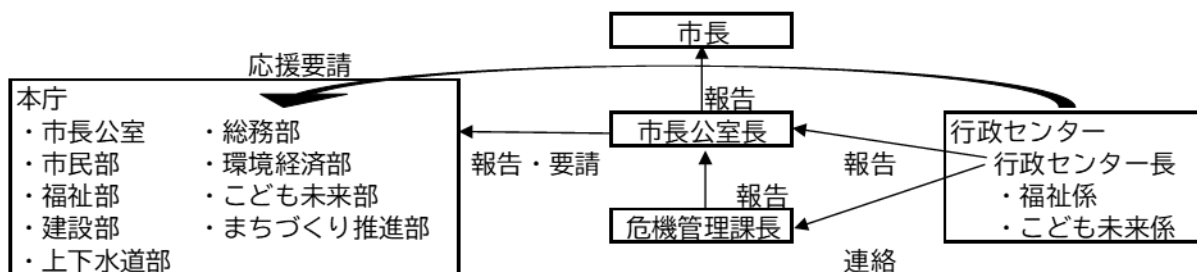 市長
応援要請
本庁
・市長公室 ・総務部
・市民部 ・環境経済部
・福祉部 ・こども未来部
・建設部 ・まちづくり推進部
・上下水道部
報告
市長公室長
報告・要請
報告
報告
危機管理課長
連絡
行政センター
行政センター長
・福祉係
・こども未来係